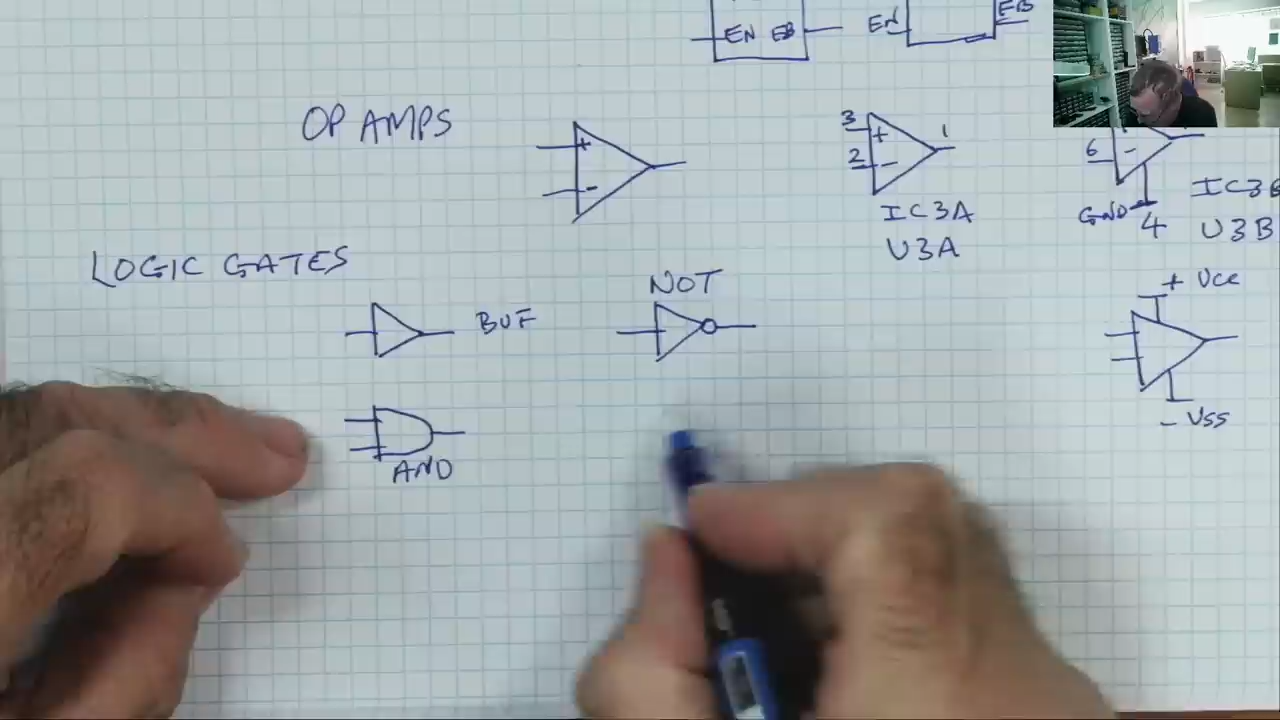 EN EB EN EB
OP AMPS
3 + 1
2 -
IC3A
U3A
6 -
GND 4
IC3B
U3B
LOGIC GATES
BUF
NOT
+ Vcc
- Vss
AND
+
-